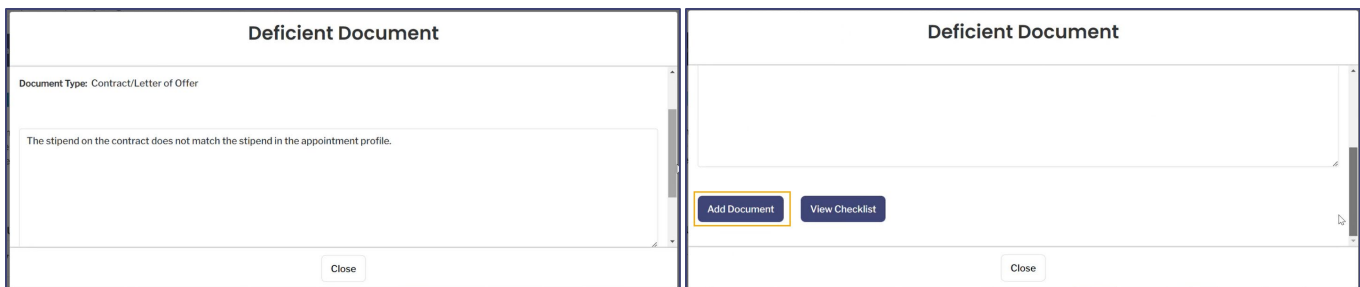 Deficient Document
Document Type: Contract/Letter of Offer
The stipend on the contract does not match the stipend in the appointment profile.
Close
Deficient Document
Add Document
View Checklist
Close